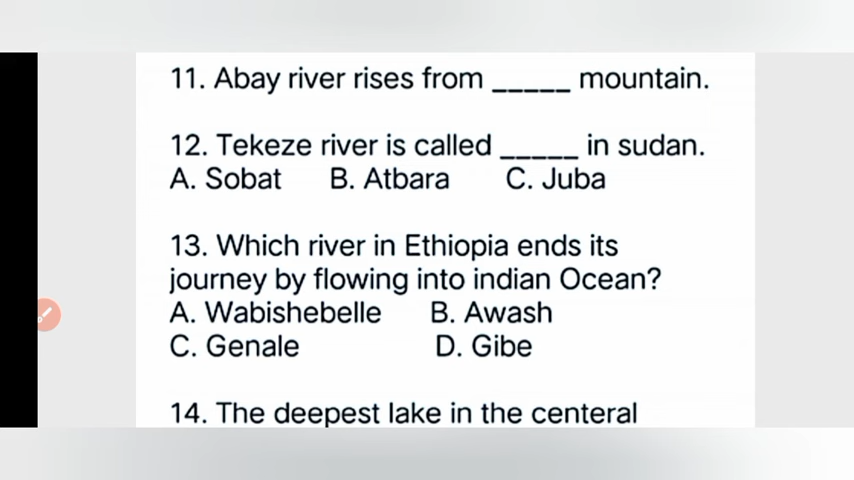 11. Abay river rises from _____ mountain.
12. Tekeze river is called _____ in sudan.
A. Sobat B. Atbara C. Juba
13. Which river in Ethiopia ends its
journey by flowing into indian Ocean?
A. Wabishebelle B. Awash
C. Genale D. Gibe
14. The deepest lake in the centeral